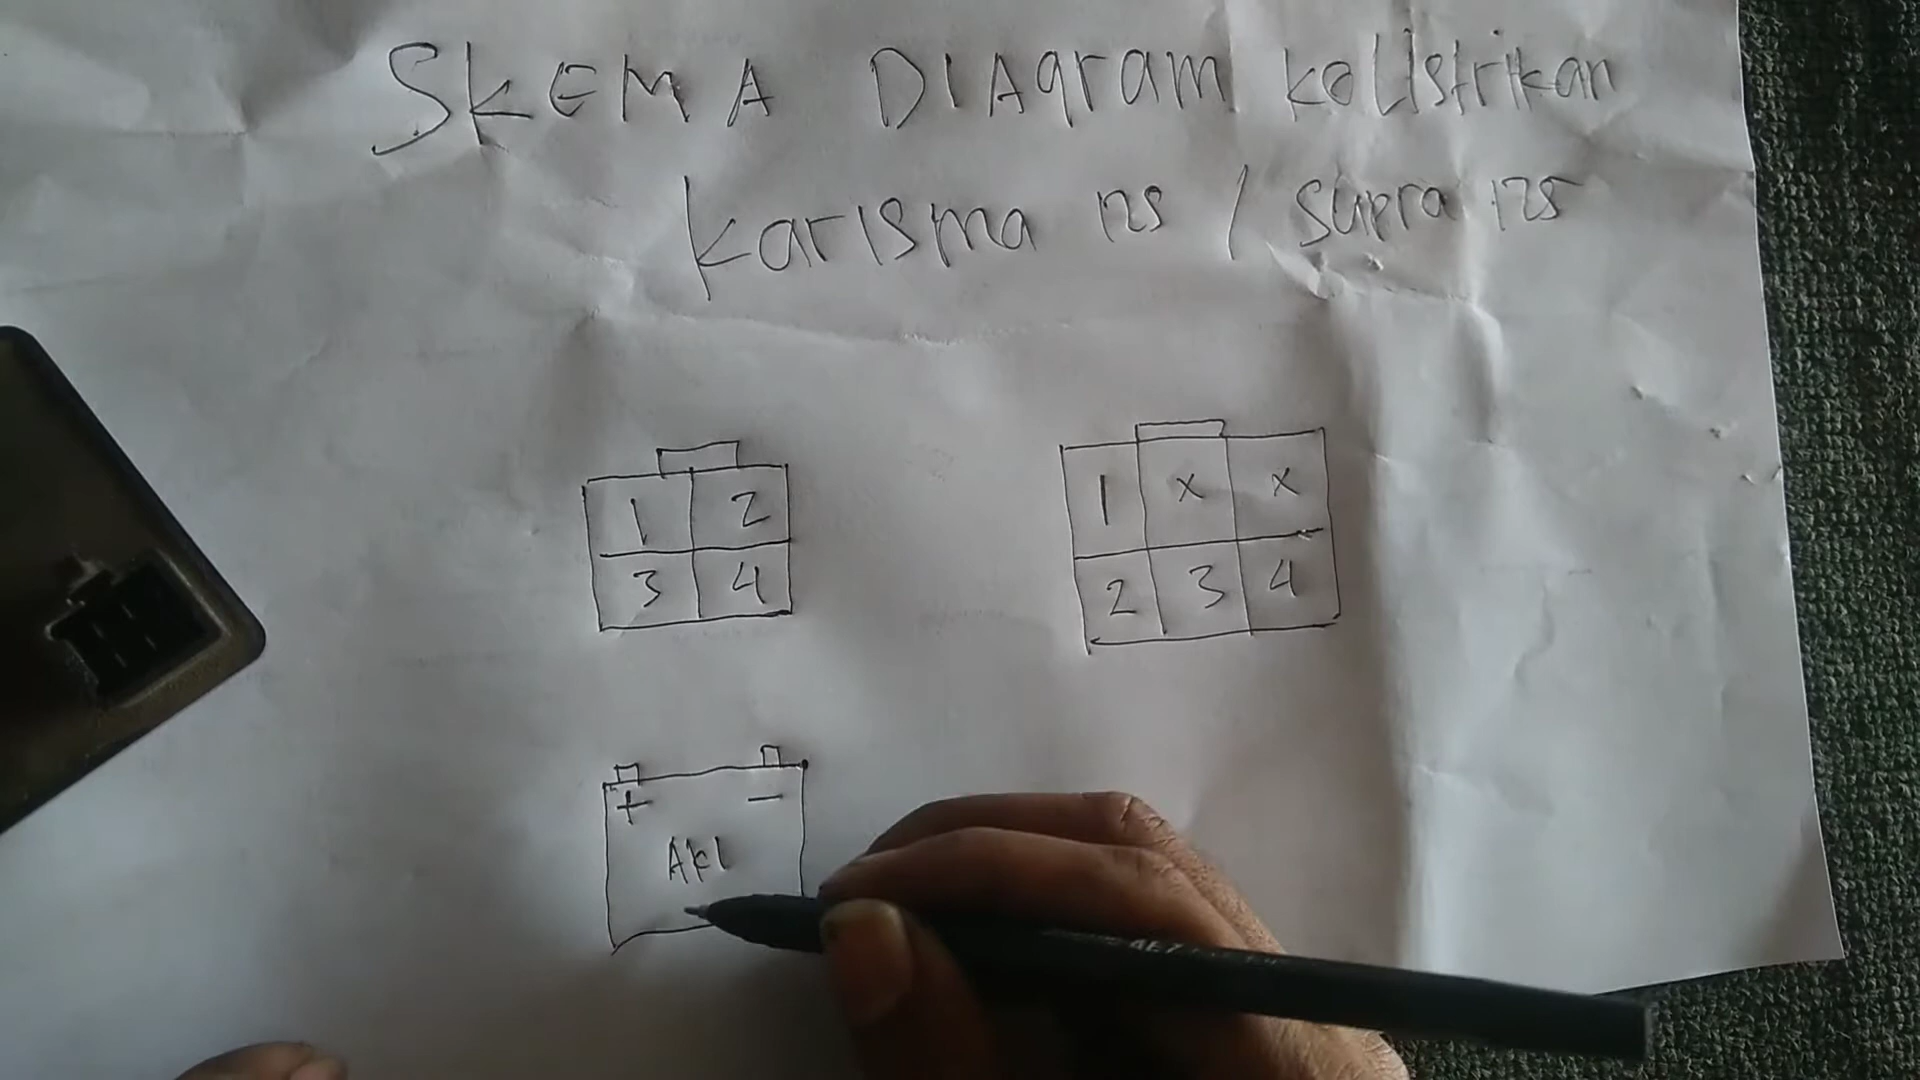 SKEMA DIAgram kelistrikan
karisma 125 / supra 125
1 2
3 4
1 x x
2 3 4
+ -
Aki